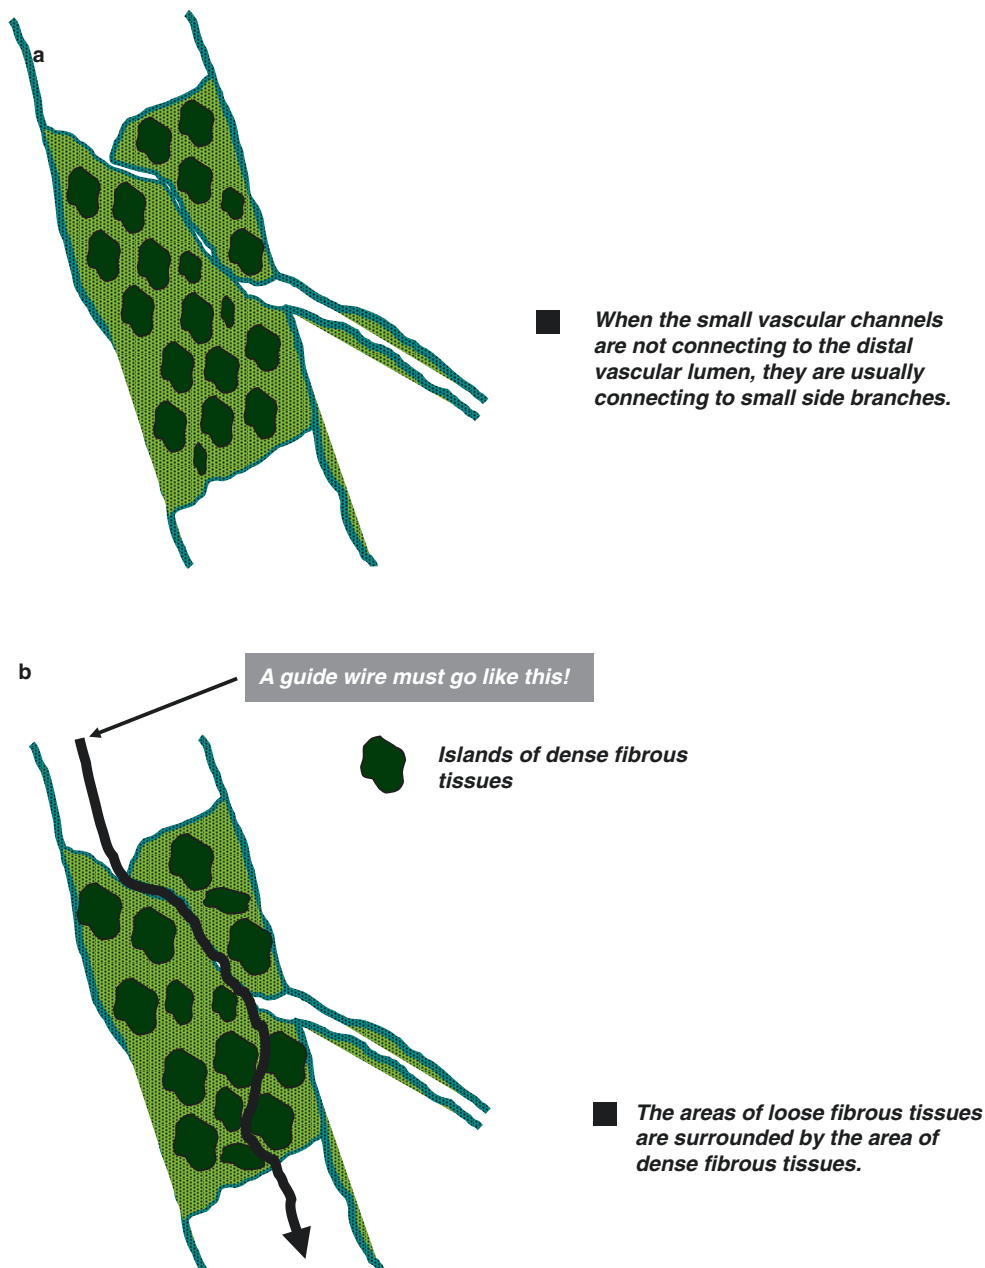 a
When the small vascular channels
are not connecting to the distal
vascular lumen, they are usually
connecting to small side branches.
b
A guide wire must go like this!
Islands of dense fibrous
tissues
The areas of loose fibrous tissues
are surrounded by the area of
dense fibrous tissues.